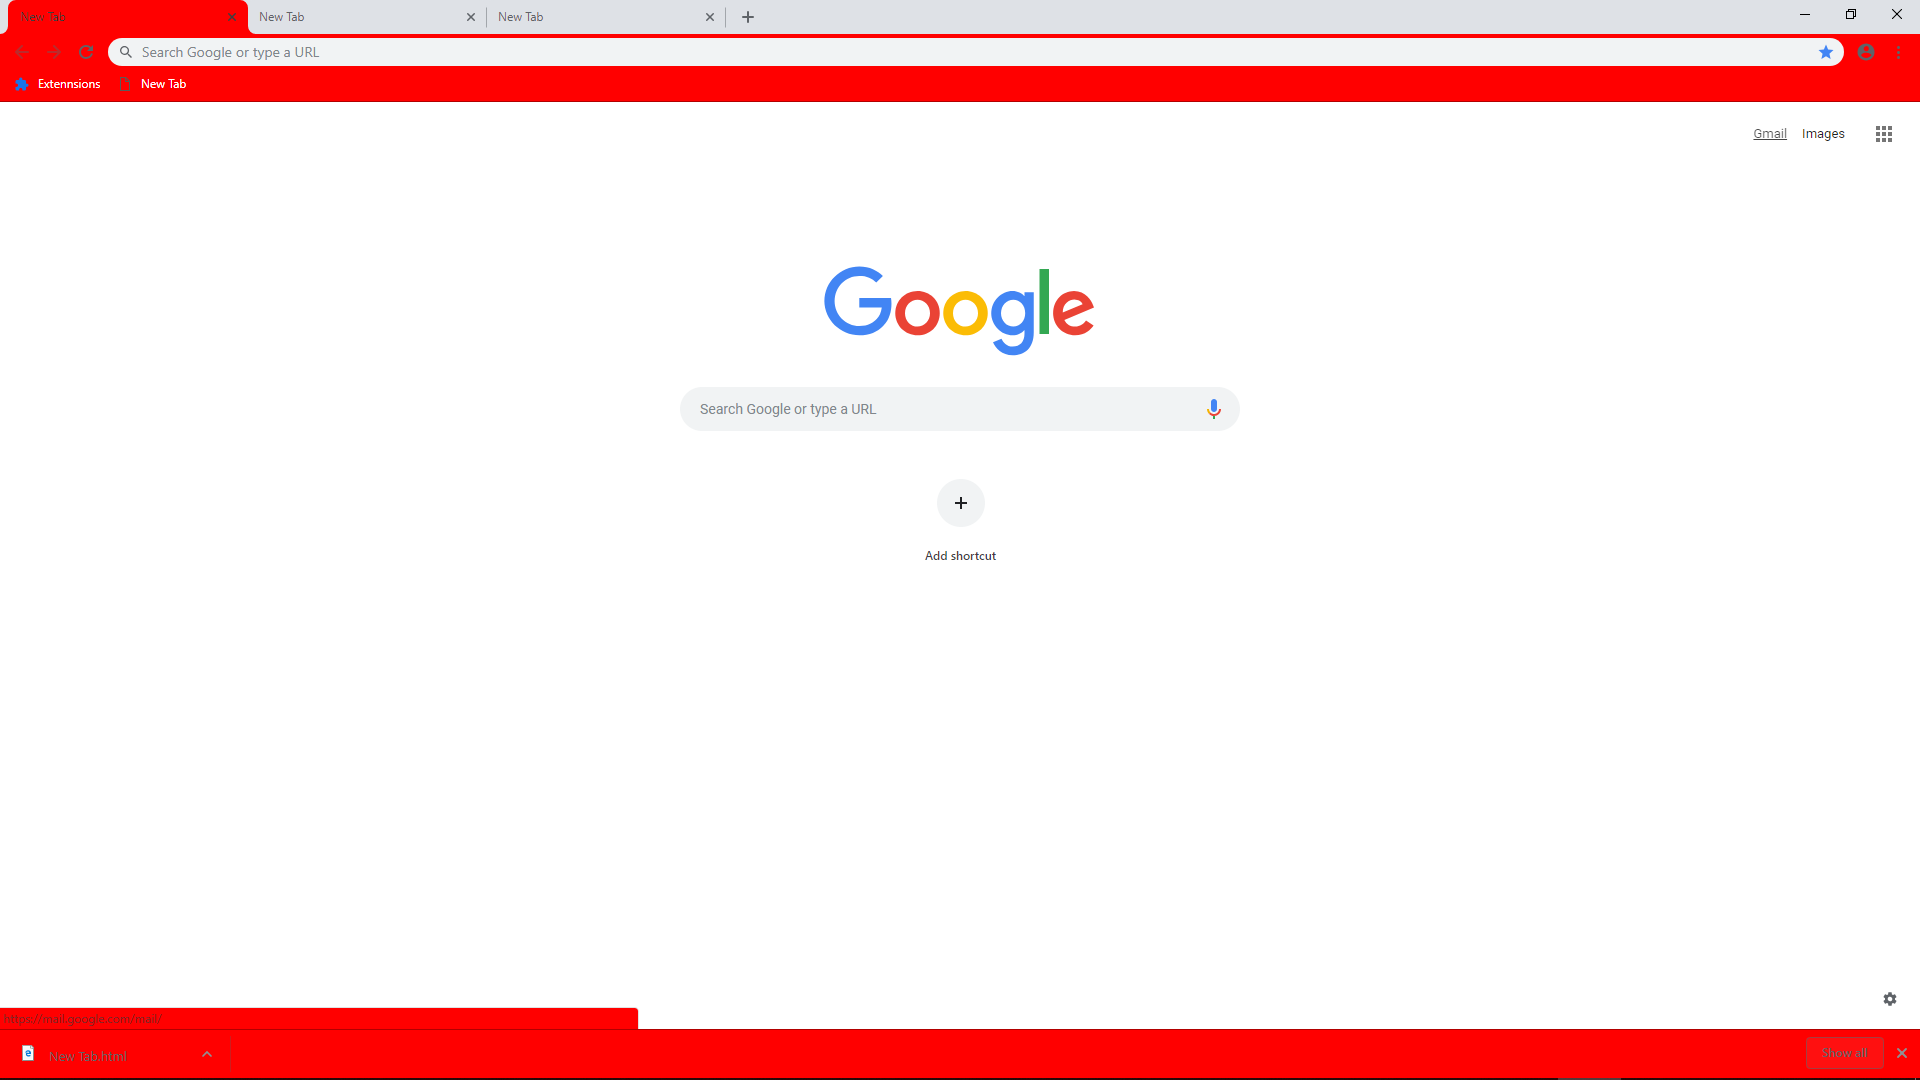 New Tab
New Tab
New Tab
Search Google or type a URL
Extennsions
New Tab
Gmail
Images
Google
Search Google or type a URL
Add shortcut
https://mail.google.com/mail/
New Tab.html
Show all